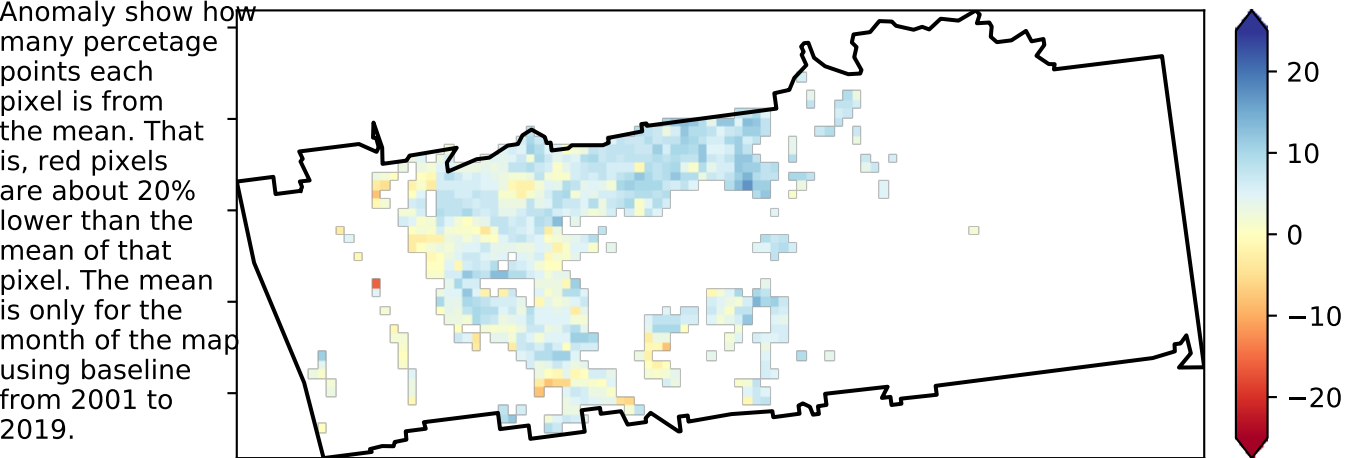 Anomaly show how
many percetage
points each
pixel is from
the mean. That
is, red pixels
are about 20%
lower than the
mean of that
pixel. The mean
is only for the
month of the map
using baseline
from 2001 to
2019.
20
10
0
−10
−20